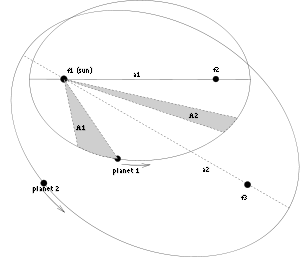 f1 (sun)
f2
a1
A2
A1
planet 1
a2
planet 2
f3